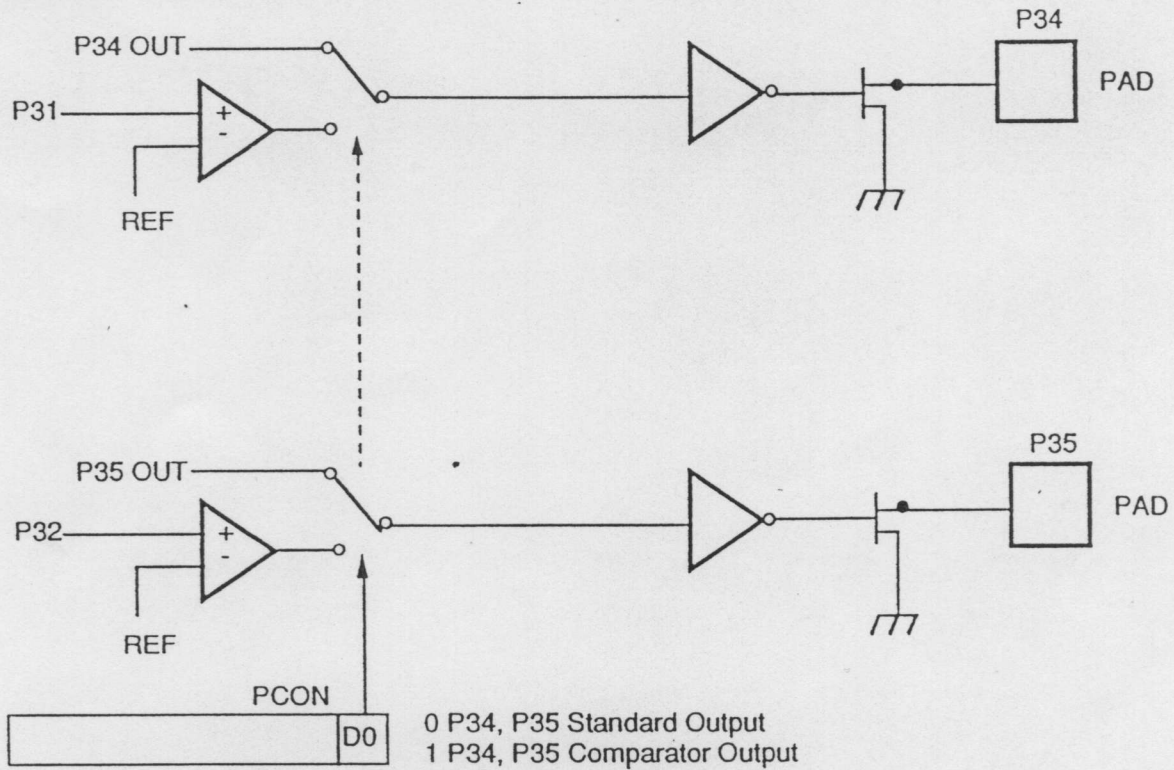 P34 OUT
P34
PAD
P31
+
-
REF
P35 OUT
P35
PAD
P32
+
-
REF
PCON
D0
0 P34, P35 Standard Output
1 P34, P35 Comparator Output